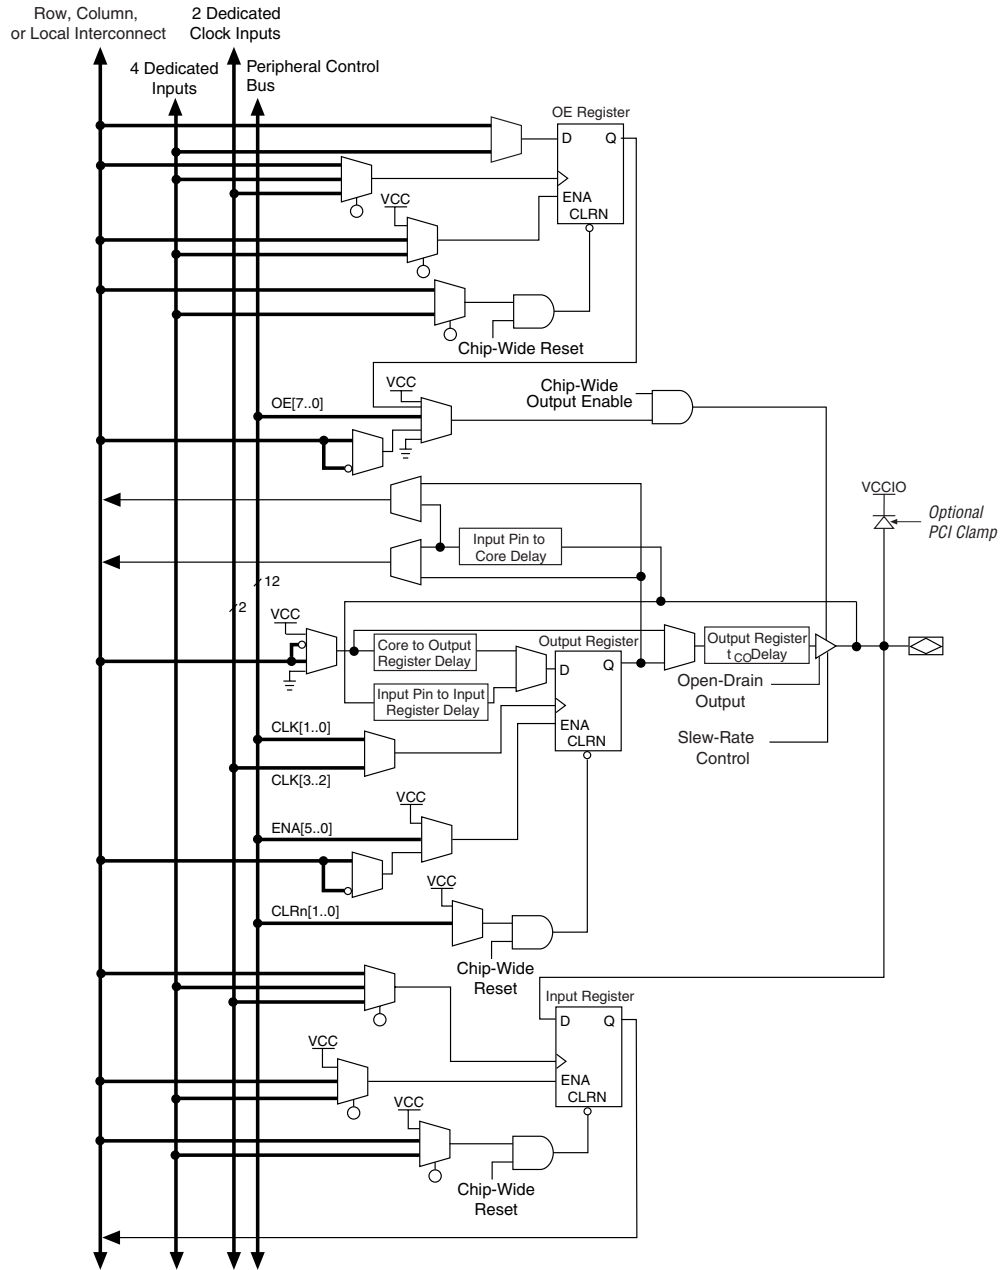 Row, Column,
or Local Interconnect
2 Dedicated
Clock Inputs
4 Dedicated
Inputs
Peripheral Control
Bus
OE Register
D
Q
ENA
CLRN
VCC
Chip-Wide Reset
VCC
OE[7..0]
Chip-Wide
Output Enable
VCCIO
Optional
PCI Clamp
Input Pin to
Core Delay
12
2
VCC
Core to Output
Register Delay
Input Pin to Input
Register Delay
Output Register
D
Q
ENA
CLRN
Output Register
t CO Delay
Open-Drain
Output
Slew-Rate
Control
CLK[1..0]
CLK[3..2]
VCC
ENA[5..0]
VCC
CLRn[1..0]
Chip-Wide
Reset
Input Register
D
Q
ENA
CLRN
VCC
VCC
Chip-Wide
Reset